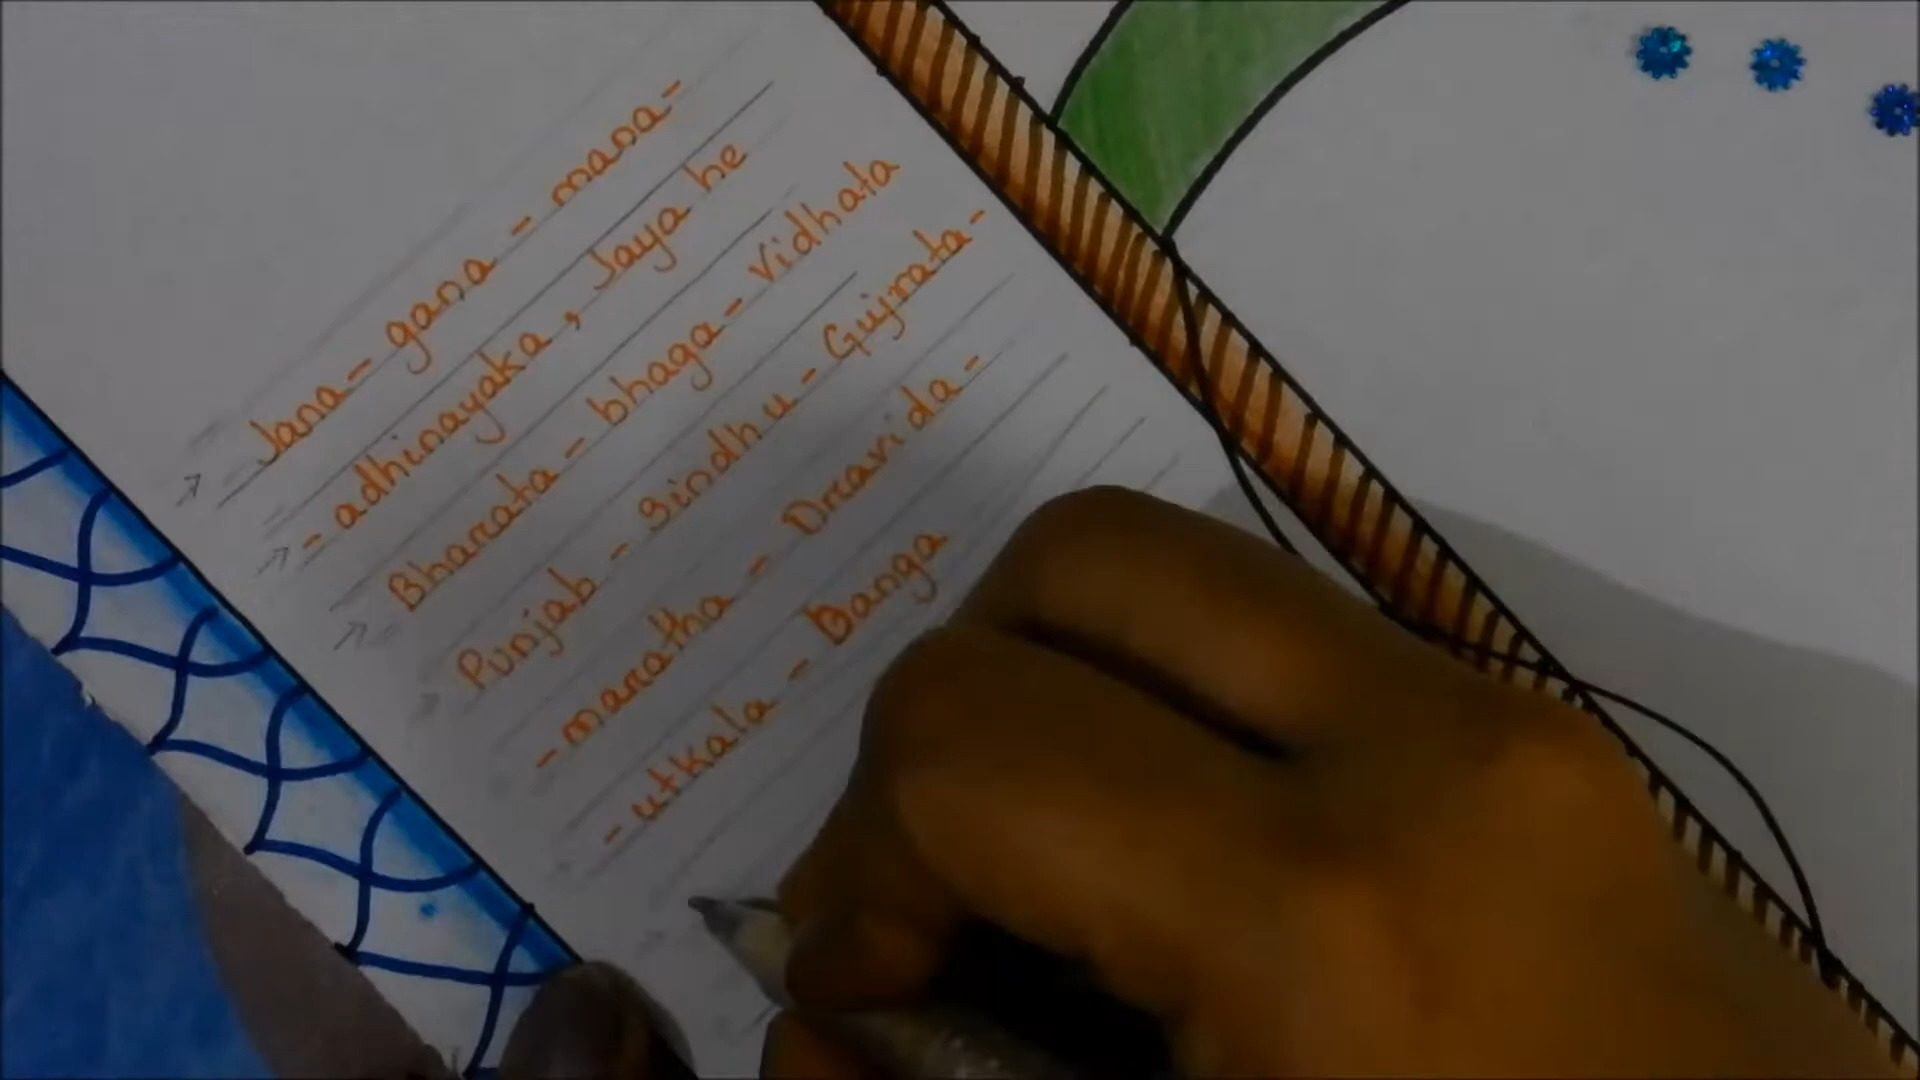 Jana - gana - mana -
- adhinayaka, Jaya he
Bharata - bhaga - Vidhata
Punjab - Sindhu - Gujrata -
- maratha - Dravida -
- utkala - Banga